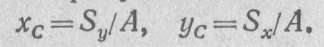 x_C = S_y/A, y_C = S_x/A.